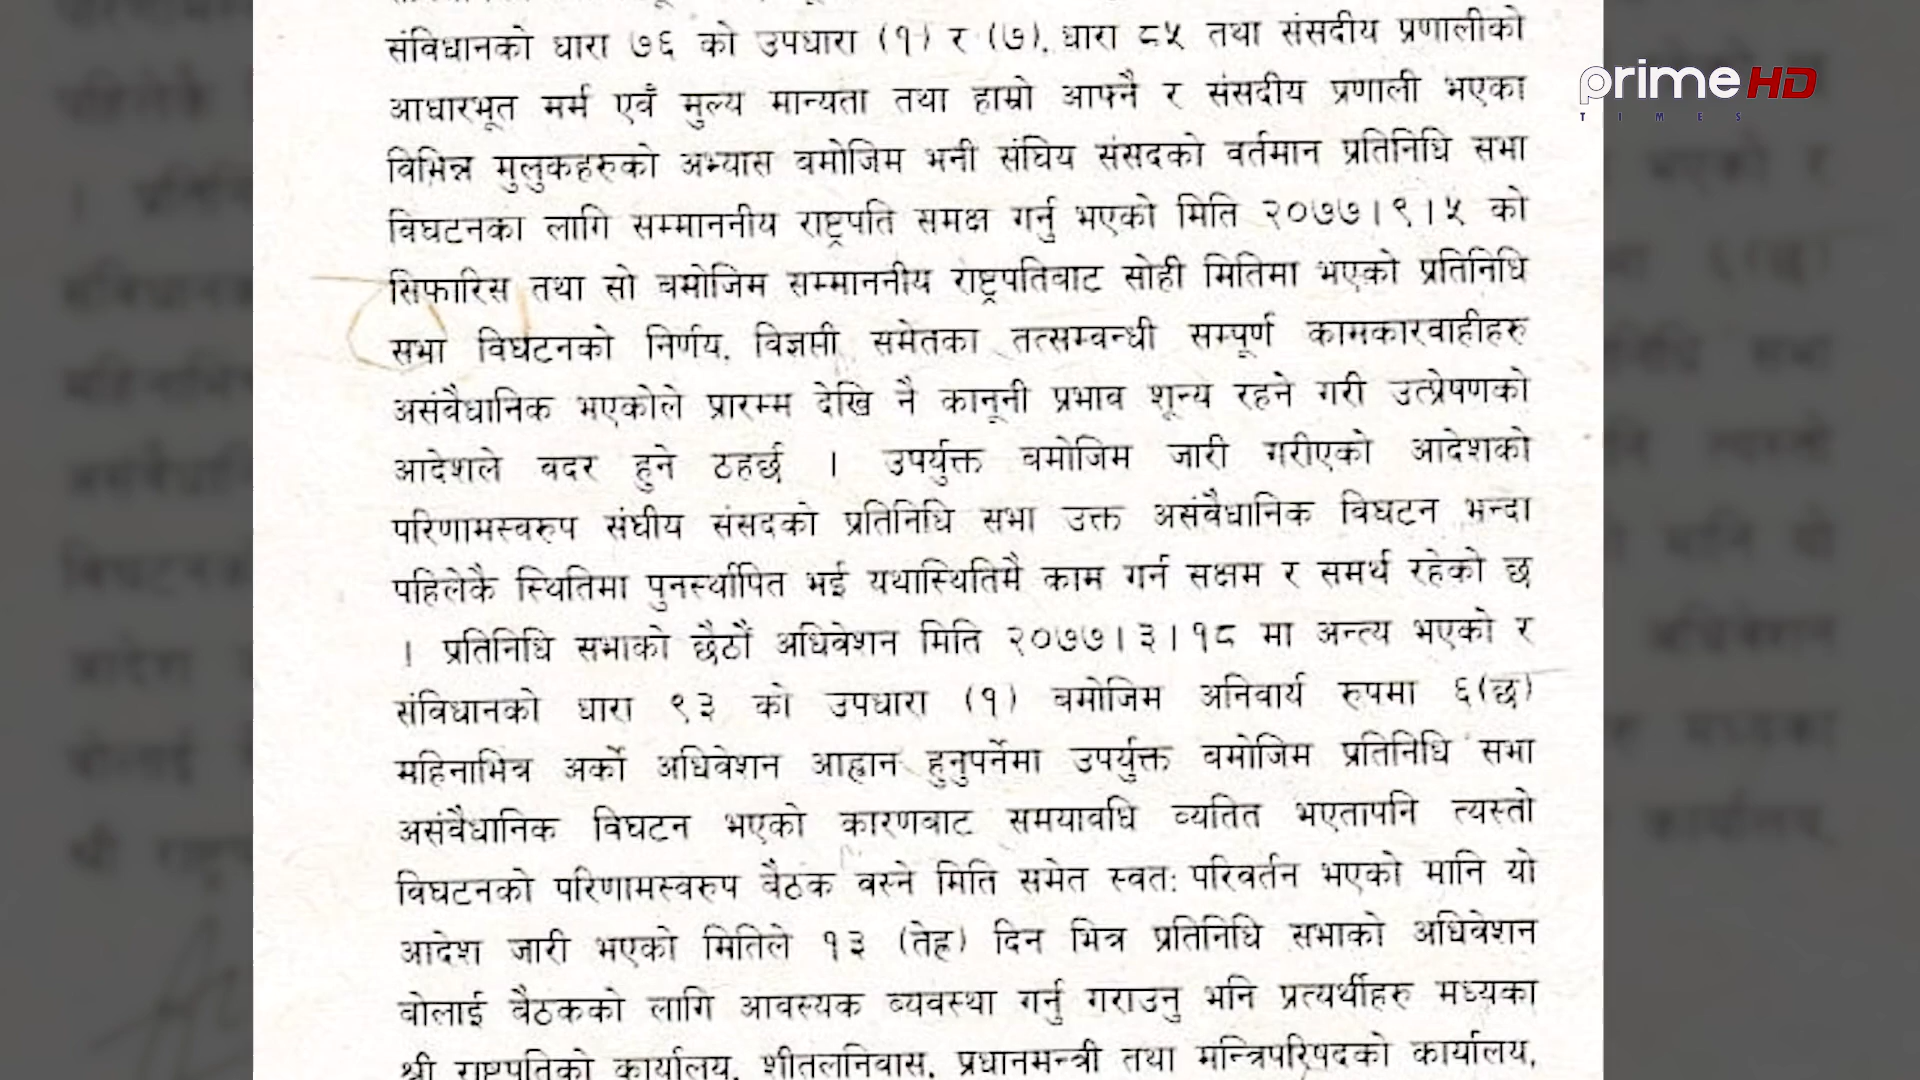 संविधानको धारा ७६ को उपधारा (१) र (७), धारा ८५ तथा संसदीय प्रणालीको
prime HD
TIMES
आधारभूत मर्म एवँ मुल्य मान्यता तथा हाम्रो आफ्नै र संसदीय प्रणाली भएका
विभिन्न मुलुकहरुको अभ्यास बमोजिम भनी संघिय संसदको वर्तमान प्रतिनिधि सभा
विघटनका लागि सम्माननीय राष्ट्रपति समक्ष गर्नु भएको मिति २०७७।९।५ को
सिफारिस तथा सो बमोजिम सम्माननीय राष्ट्रपतिबाट सोही मितिमा भएको प्रतिनिधि
सभा विघटनको निर्णय, विज्ञप्ती समेतका तत्सम्बन्धी सम्पूर्ण कामकारवाहीहरु
असंवैधानिक भएकोले प्रारम्म देखि नै कानूनी प्रभाव शून्य रहने गरी उत्प्रेषणको
आदेशले बदर हुने ठहर्छ । उपर्युक्त बमोजिम जारी गरीएको आदेशको
परिणामस्वरुप संघीय संसदको प्रतिनिधि सभा उक्त असंवैधानिक विघटन भन्दा
पहिलेकै स्थितिमा पुनर्स्थापित भई यथास्थितिमै काम गर्न सक्षम र समर्थ रहेको छ
। प्रतिनिधि सभाको छैठौं अधिवेशन मिति २०७७।३।१८ मा अन्त्य भएको र
संविधानको धारा ९३ को उपधारा (१) बमोजिम अनिवार्य रुपमा ६(छ)
महिनाभित्र अर्को अधिवेशन आह्वान हुनुपर्नेमा उपर्युक्त बमोजिम प्रतिनिधि सभा
असंवैधानिक विघटन भएको कारणबाट समयावधि व्यतित भएतापनि त्यस्तो
विघटनको परिणामस्वरुप बैठक बस्ने मिति समेत स्वत: परिवर्तन भएको मानि यो
आदेश जारी भएको मितिले १३ (तेह्र) दिन भित्र प्रतिनिधि सभाको अधिवेशन
बोलाई बैठकको लागि आवस्यक व्यवस्था गर्नु गराउनु भनि प्रत्यर्थीहरु मध्यका
श्री राष्ट्रपतिको कार्यालय, शीतलनिवास, प्रधानमन्त्री तथा मन्त्रिपरिषदको कार्यालय,